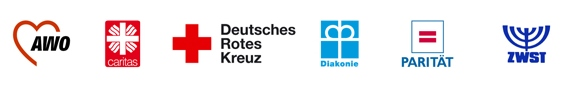 AWO
caritas
Deutsches
Rotes
Kreuz
Diakonie
PARITÄT
ZWST